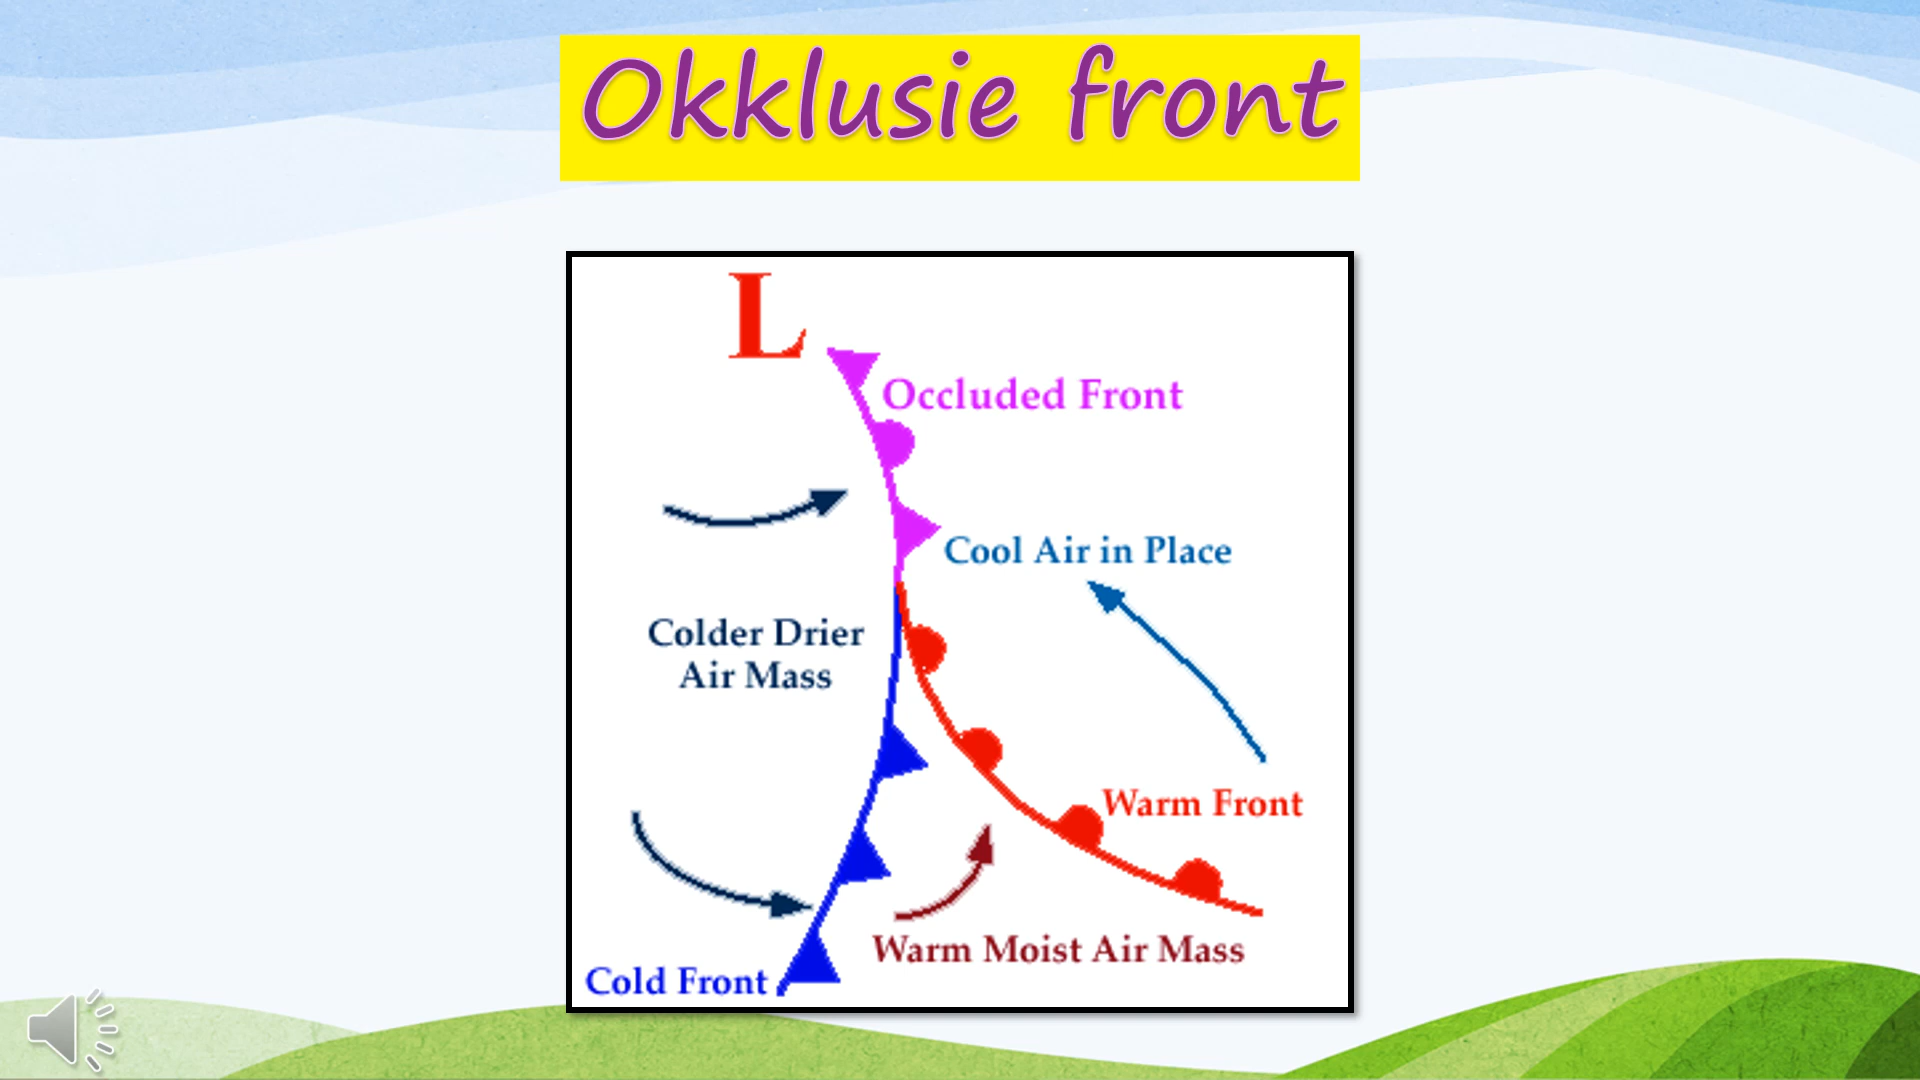 Okklusie front
L
Occluded Front
Cool Air in Place
Colder Drier
Air Mass
Warm Front
Warm Moist Air Mass
Cold Front